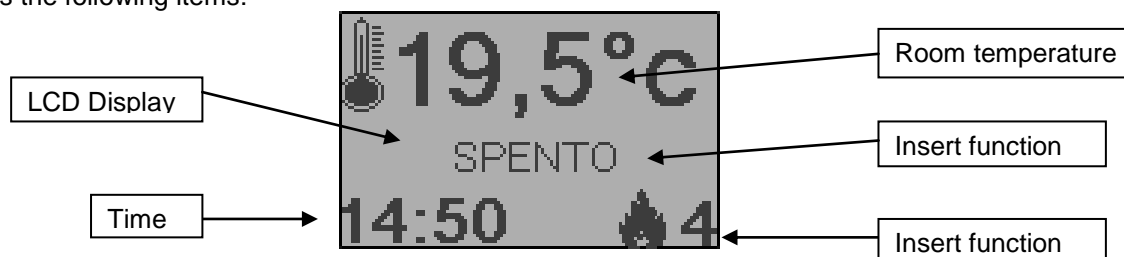 s the following items:
19,5°c
Room temperature
LCD Display
SPENTO
Insert function
Time
14:50
4
Insert function